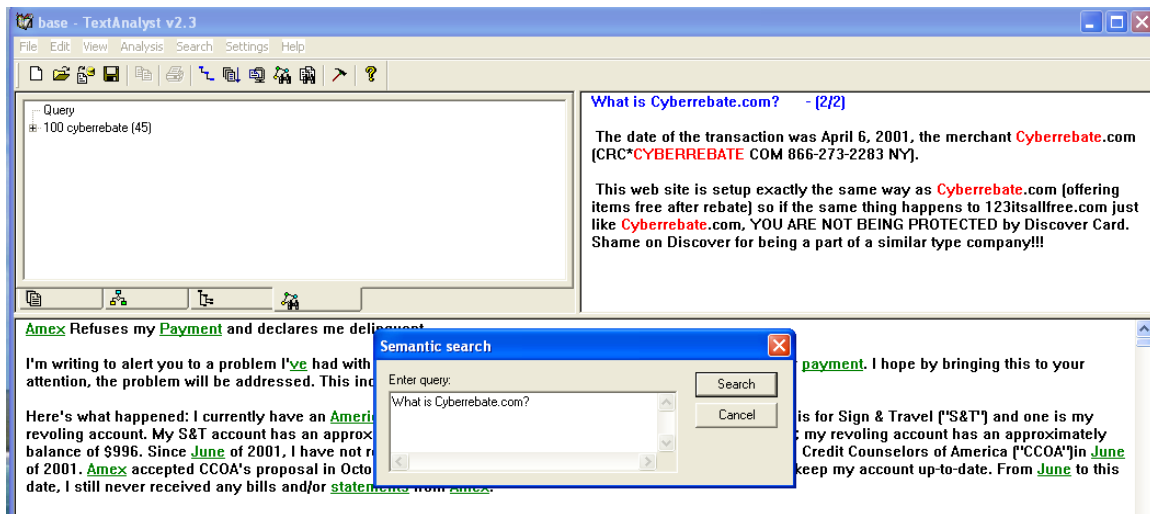 base - TextAnalyst v2.3
File Edit View Analysis Search Settings Help
Query
100 cyberrebate (45)
What is Cyberrebate.com? - (2/2)
The date of the transaction was April 6, 2001, the merchant Cyberrebate.com
(CRC*CYBERREBATE COM 866-273-2283 NY).
This web site is setup exactly the same way as Cyberrebate.com (offering
items free after rebate) so if the same thing happens to 123itsallfree.com just
like Cyberrebate.com, YOU ARE NOT BEING PROTECTED by Discover Card.
Shame on Discover for being a part of a similar type company!!!
Amex Refuses my Payment and declares me delinquent
I'm writing to alert you to a problem I've had with payment. I hope by bringing this to your
attention, the problem will be addressed. This
Here's what happened: I currently have an is for Sign & Travel ("S&T") and one is my
revoling account. My S&T account has an approx ; my revoling account has an approximately
balance of $996. Since June of 2001, I have not Credit Counselors of America ("CCOA")in June
of 2001. Amex accepted CCOA's proposal in keep my account up-to-date. From June to this
date, I still never received any bills and/or statements from Amex.
Semantic search
Enter query:
What is Cyberrebate.com?
Search
Cancel